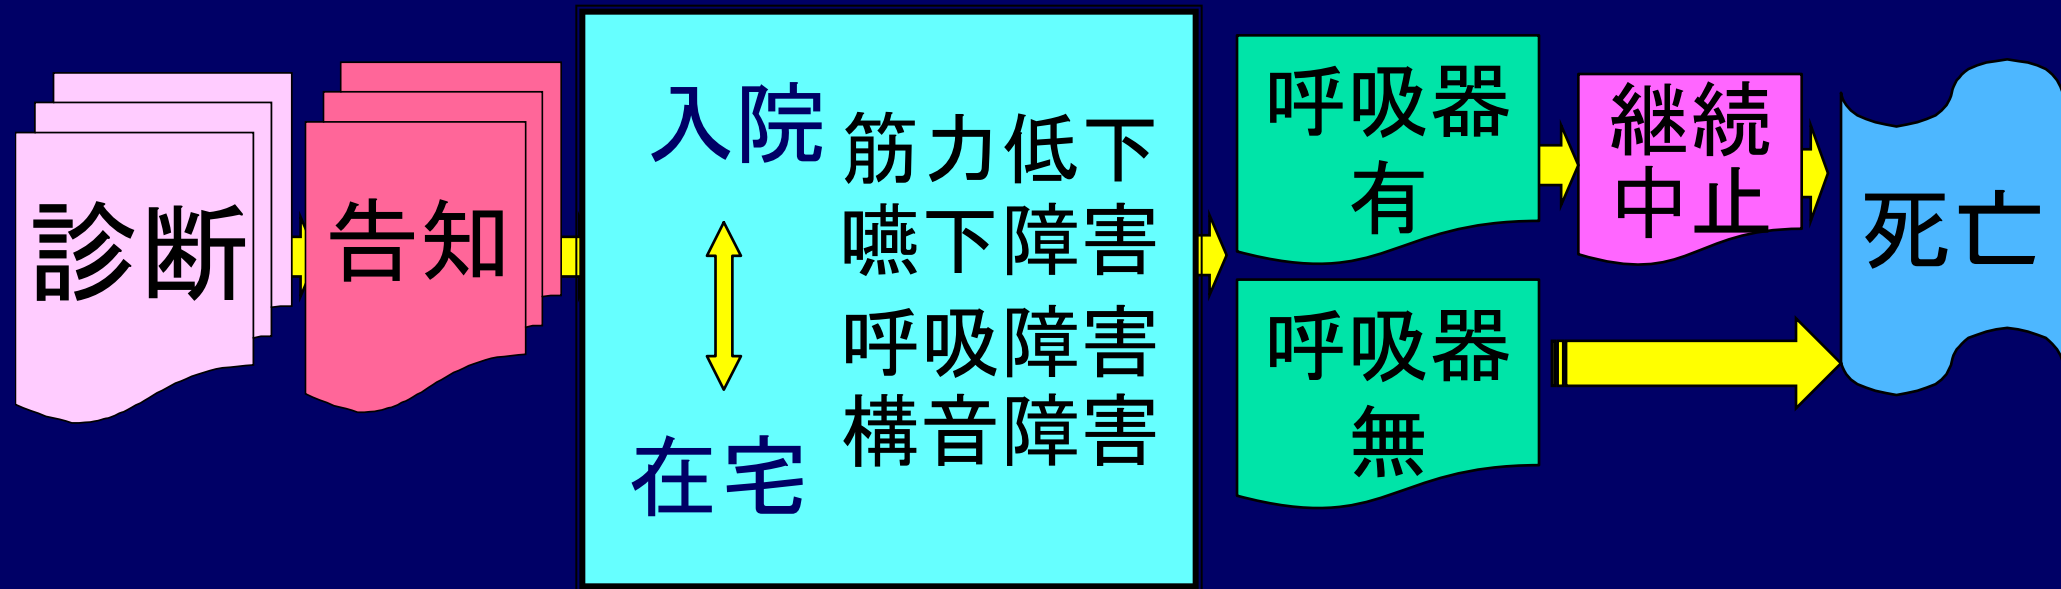 診断
告知
入院
在宅
筋力低下
嚥下障害
呼吸障害
構音障害
呼吸器
有
継続
中止
呼吸器
無
死亡